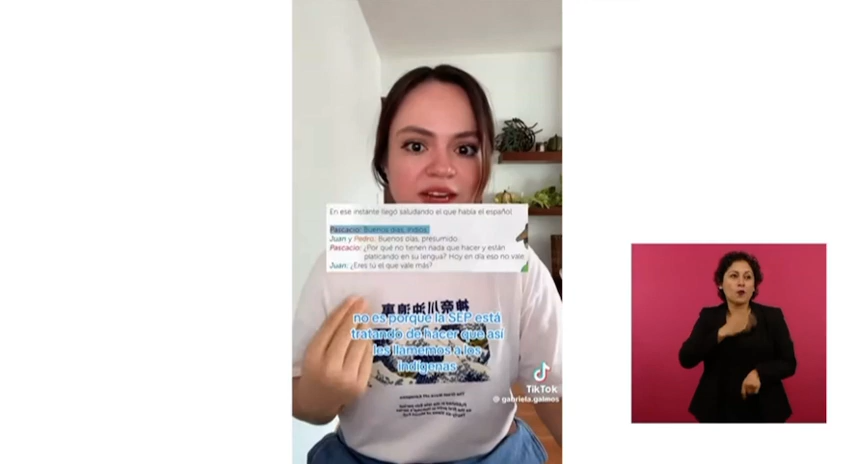 En ese instante llegó saludando el que habla el español
Pascacio: Buenos días, inditos.
Juan y Pedro: Buenos días, presumido.
Pascacio: ¿Por qué no tienen nada que hacer y están
platicando en su lengua? Hoy en día eso no vale
Juan: ¿Eres tú el que vale más?
no es porque la SEP está
tratando de hacer que así
les llamemos a los
indígenas
TikTok
gabriela.galmos